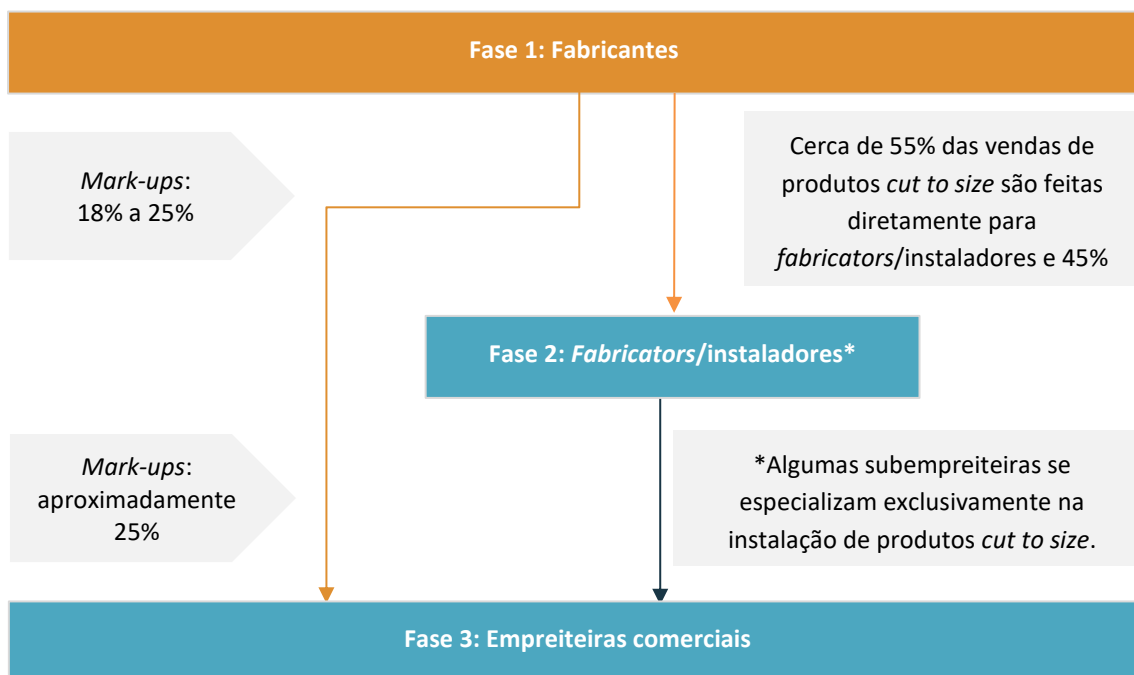 Fase 1: Fabricantes
Mark-ups:
18% a 25%
Cerca de 55% das vendas de
produtos cut to size são feitas
diretamente para
fabricators/instaladores e 45%
Fase 2: Fabricators/instaladores*
Mark-ups:
aproximadamente
25%
*Algumas subempreiteiras se
especializam exclusivamente na
instalação de produtos cut to size.
Fase 3: Empreiteiras comerciais